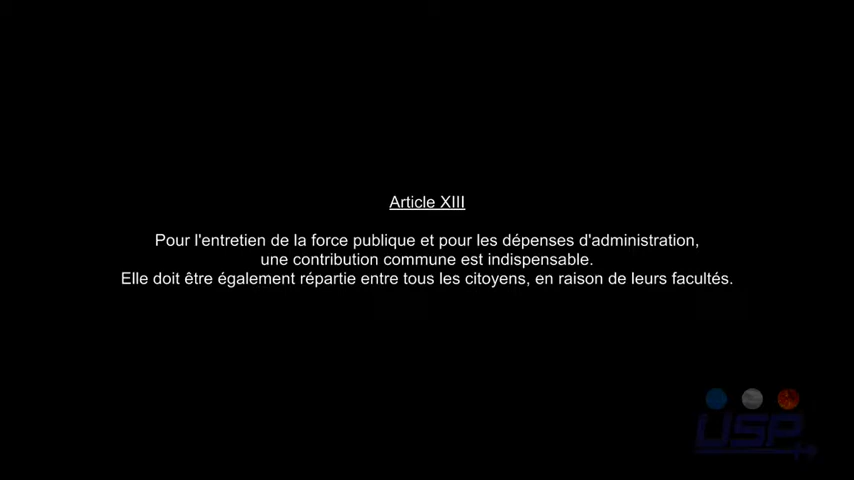 Article XIII
Pour l'entretien de la force publique et pour les dépenses d'administration,
une contribution commune est indispensable.
Elle doit être également répartie entre tous les citoyens, en raison de leurs facultés.
USP